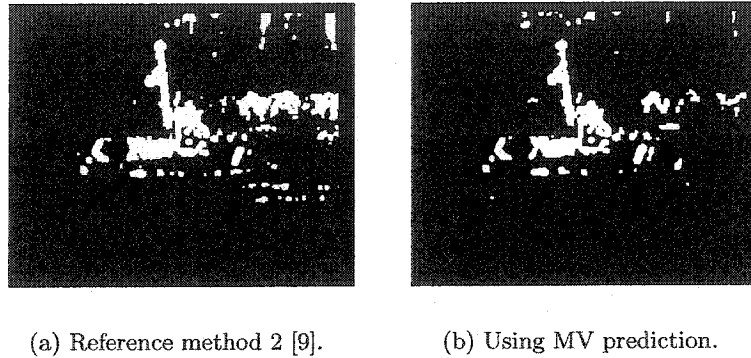 (a) Reference method 2 [9].
(b) Using MV prediction.